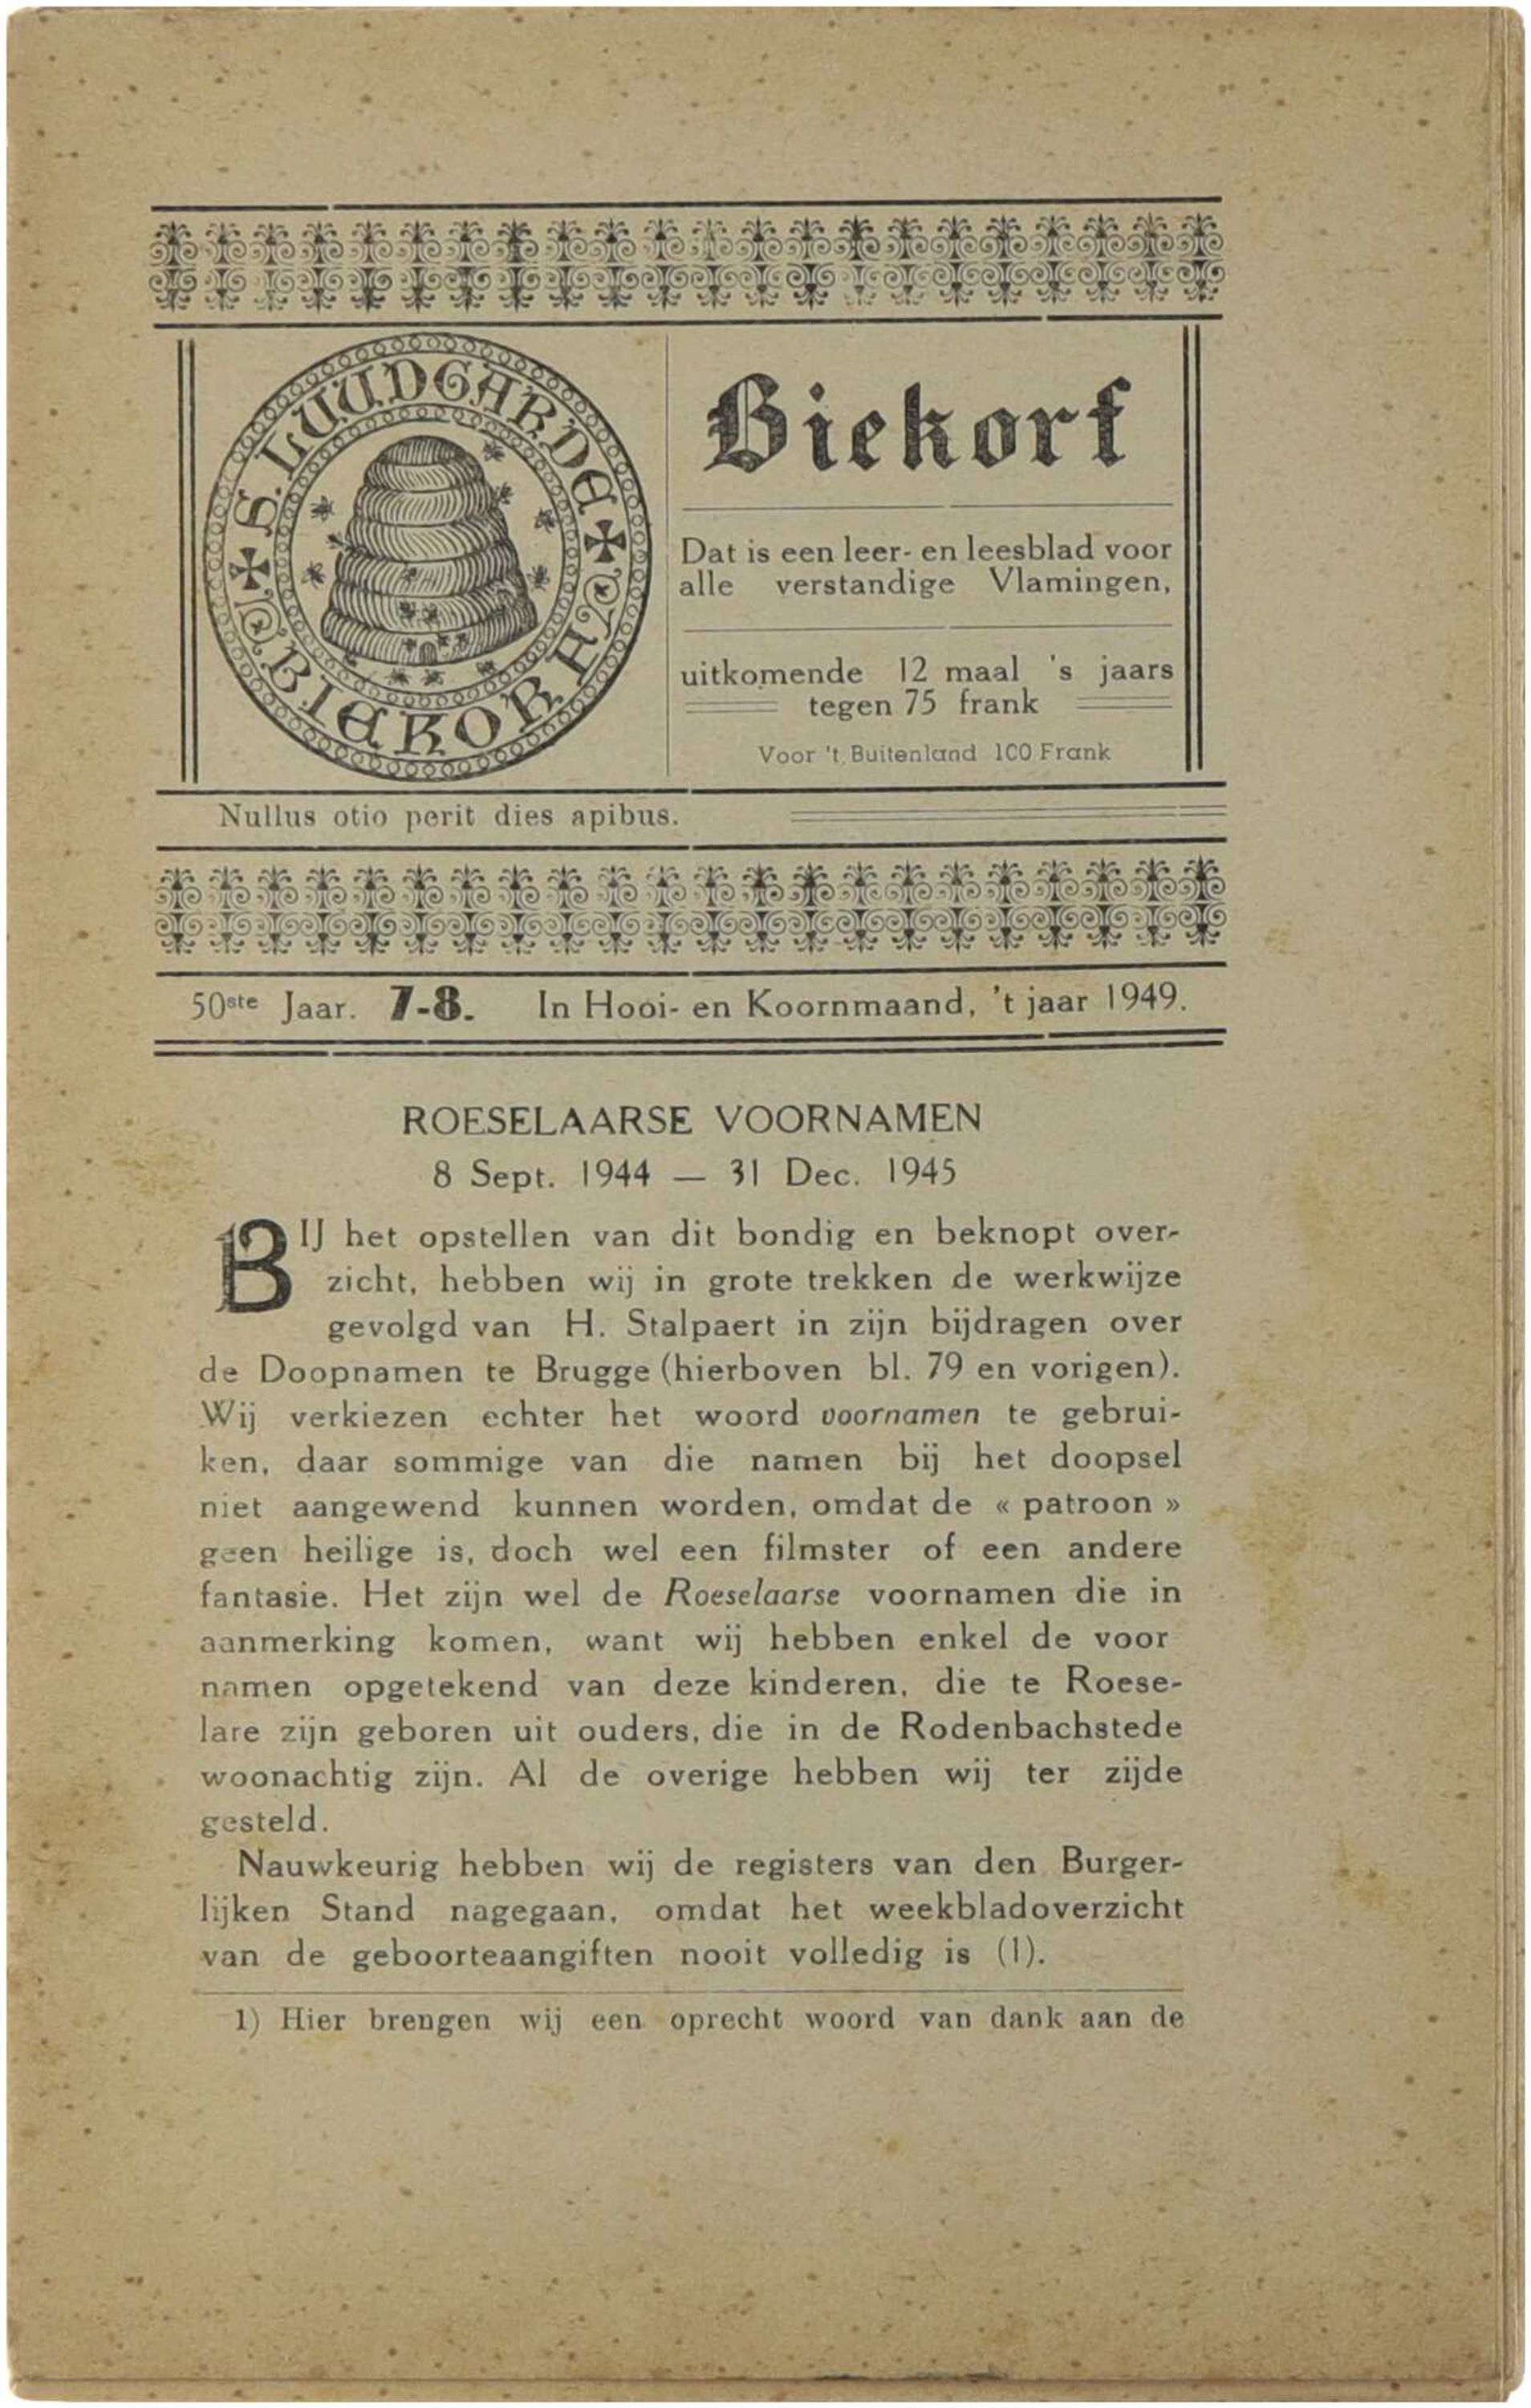 S. LUUDGARDE
BIEKORF
Biekorf
Dat is een leer- en leesblad voor
alle verstandige Vlamingen,
uitkomende 12 maal 's jaars
tegen 75 frank
Voor 't Buitenland 100 Frank
Nullus otio perit dies apibus.
50ste Jaar. 7-8. In Hooi- en Koornmaand, 't jaar 1949.
ROESELAARSE VOORNAMEN
8 Sept. 1944 — 31 Dec. 1945
BIJ het opstellen van dit bondig en beknopt over-
zicht, hebben wij in grote trekken de werkwijze
gevolgd van H. Stalpaert in zijn bijdragen over
de Doopnamen te Brugge (hierboven bl. 79 en vorigen).
Wij verkiezen echter het woord voornamen te gebrui-
ken, daar sommige van die namen bij het doopsel
niet aangewend kunnen worden, omdat de « patroon »
geen heilige is, doch wel een filmster of een andere
fantasie. Het zijn wel de Roeselaarse voornamen die in
aanmerking komen, want wij hebben enkel de voor
namen opgetekend van deze kinderen, die te Roese-
lare zijn geboren uit ouders, die in de Rodenbachstede
woonachtig zijn. Al de overige hebben wij ter zijde
gesteld.
Nauwkeurig hebben wij de registers van den Burger-
lijken Stand nagegaan, omdat het weekbladoverzicht
van de geboorteaangiften nooit volledig is (1).
1) Hier brengen wij een oprecht woord van dank aan de